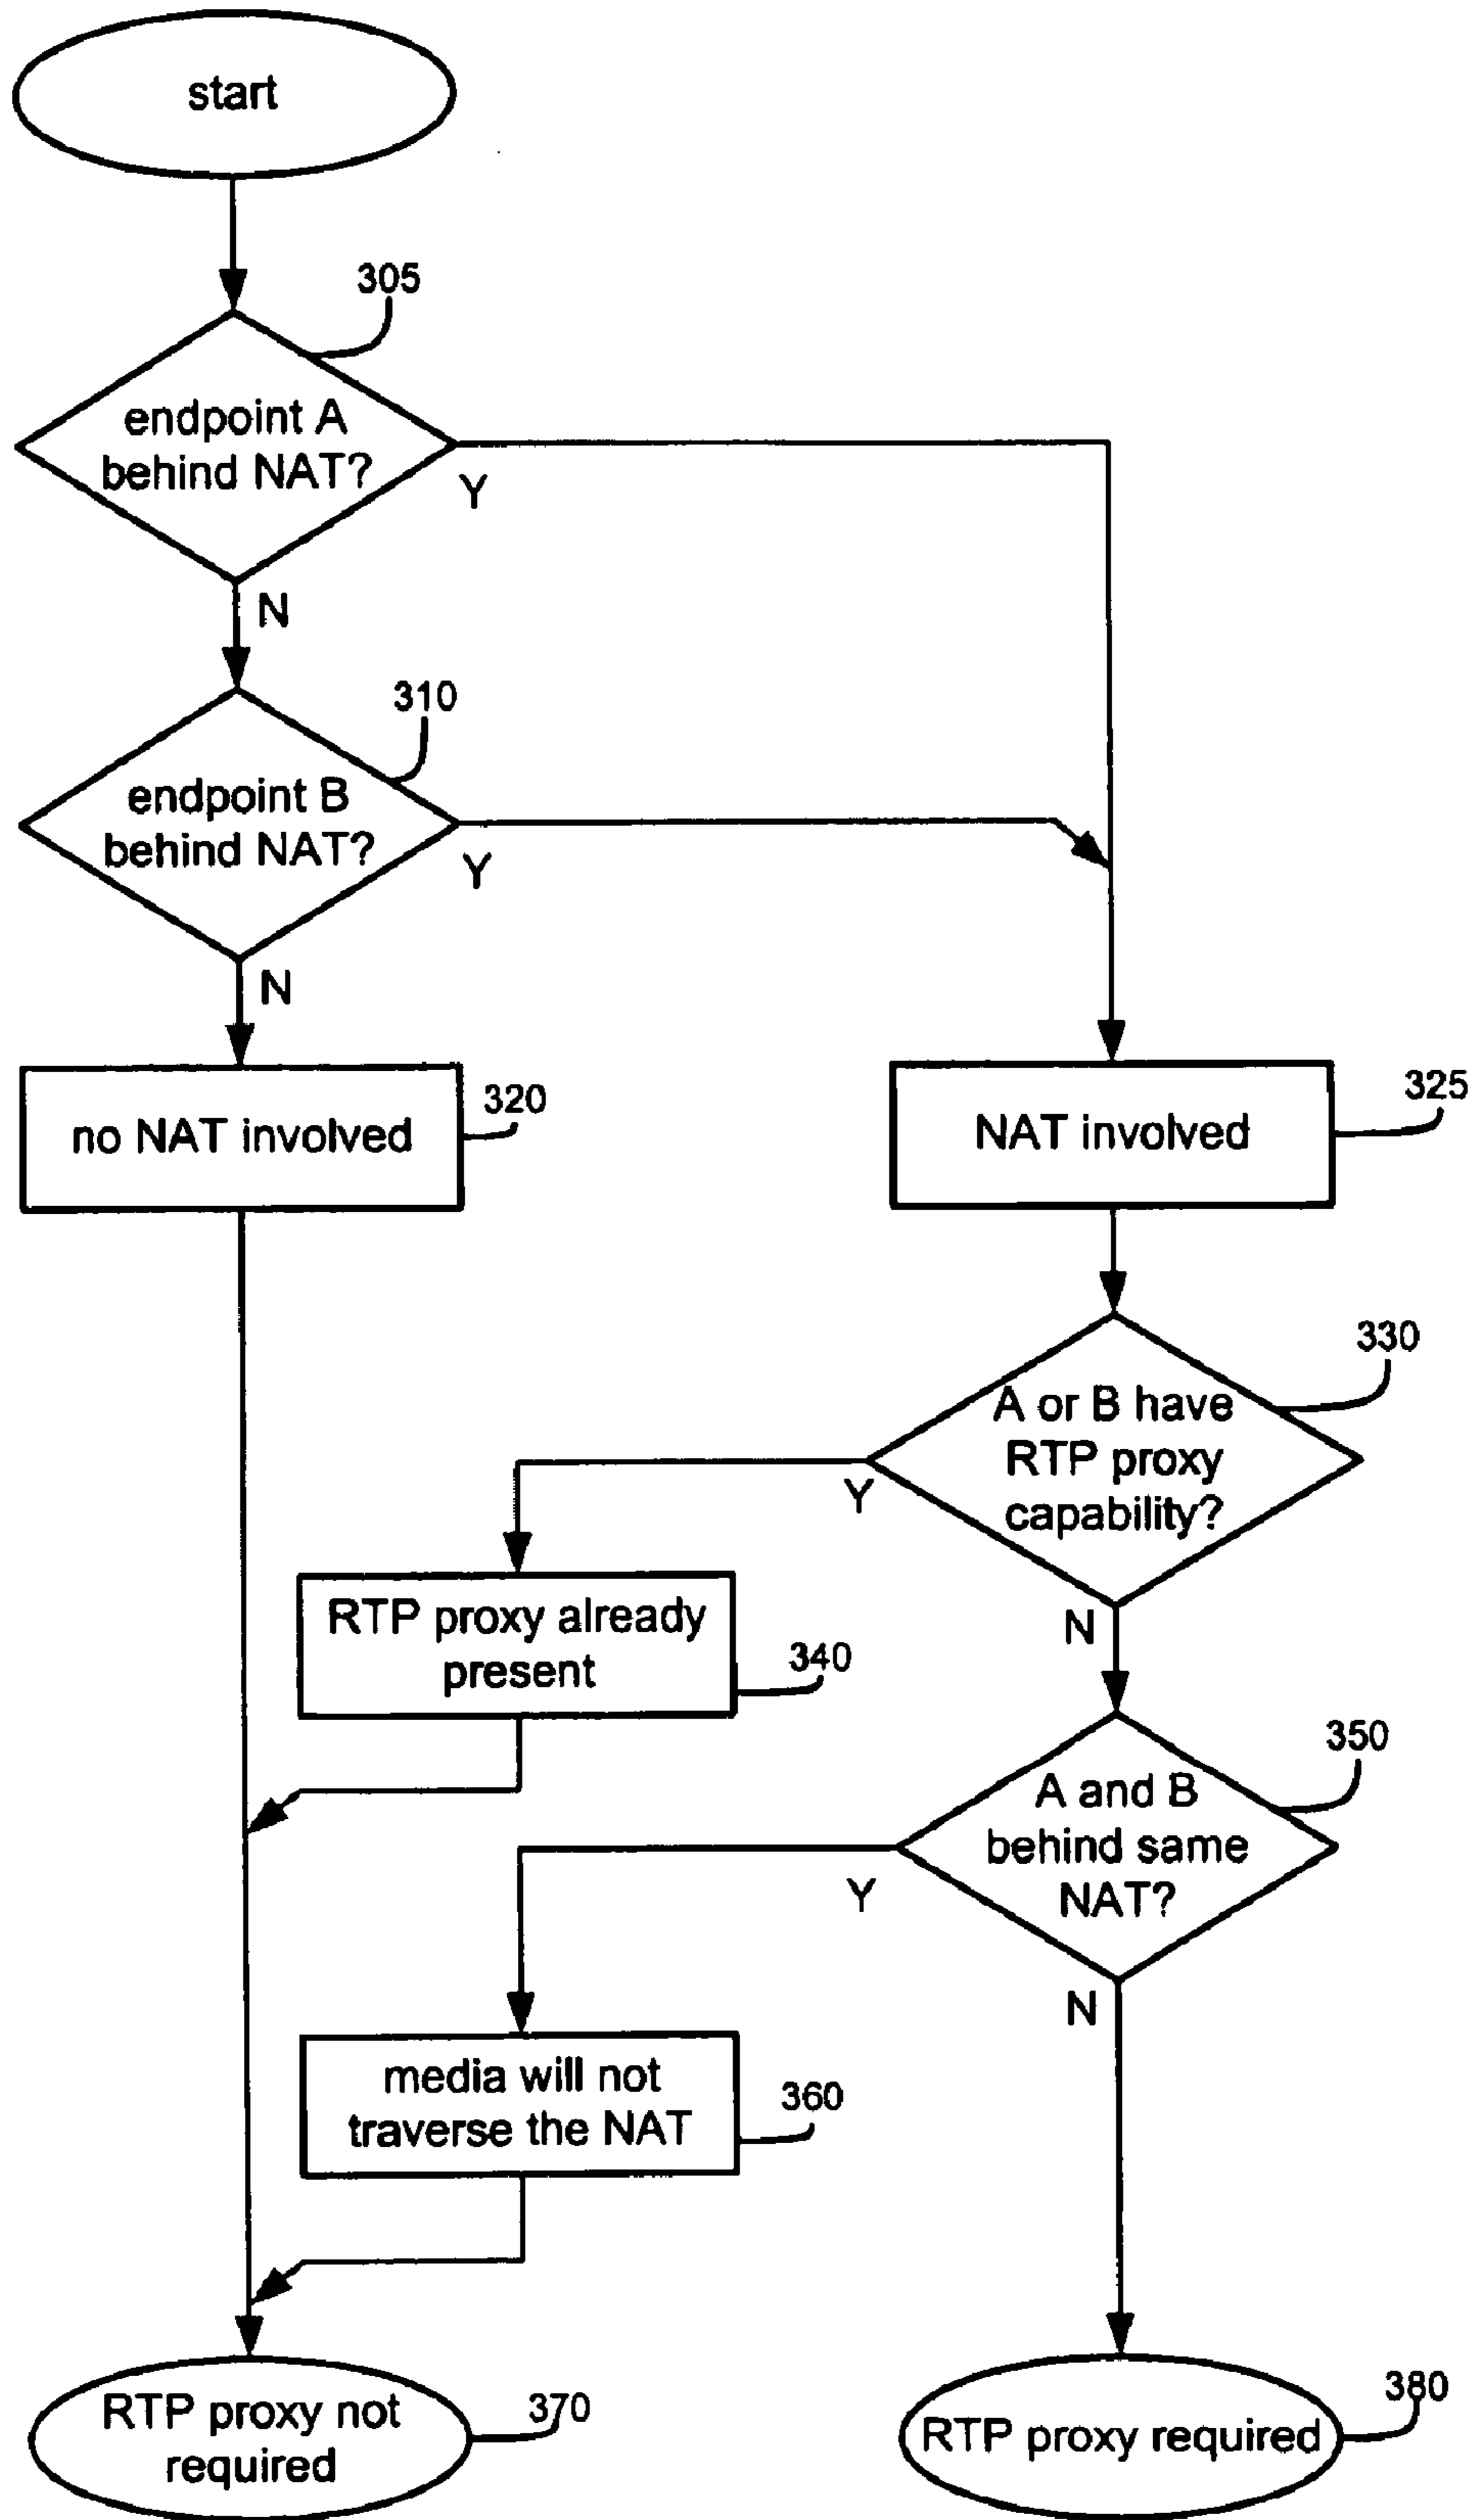 start
305
endpoint A
behind NAT?
Y
N
310
endpoint B
behind NAT?
Y
N
no NAT involved
320
NAT involved
325
330
A or B have
RTP proxy
capability?
Y
N
RTP proxy already
present
340
350
A and B
behind same
NAT?
Y
N
media will not
traverse the NAT
360
RTP proxy not
required
370
RTP proxy required
380